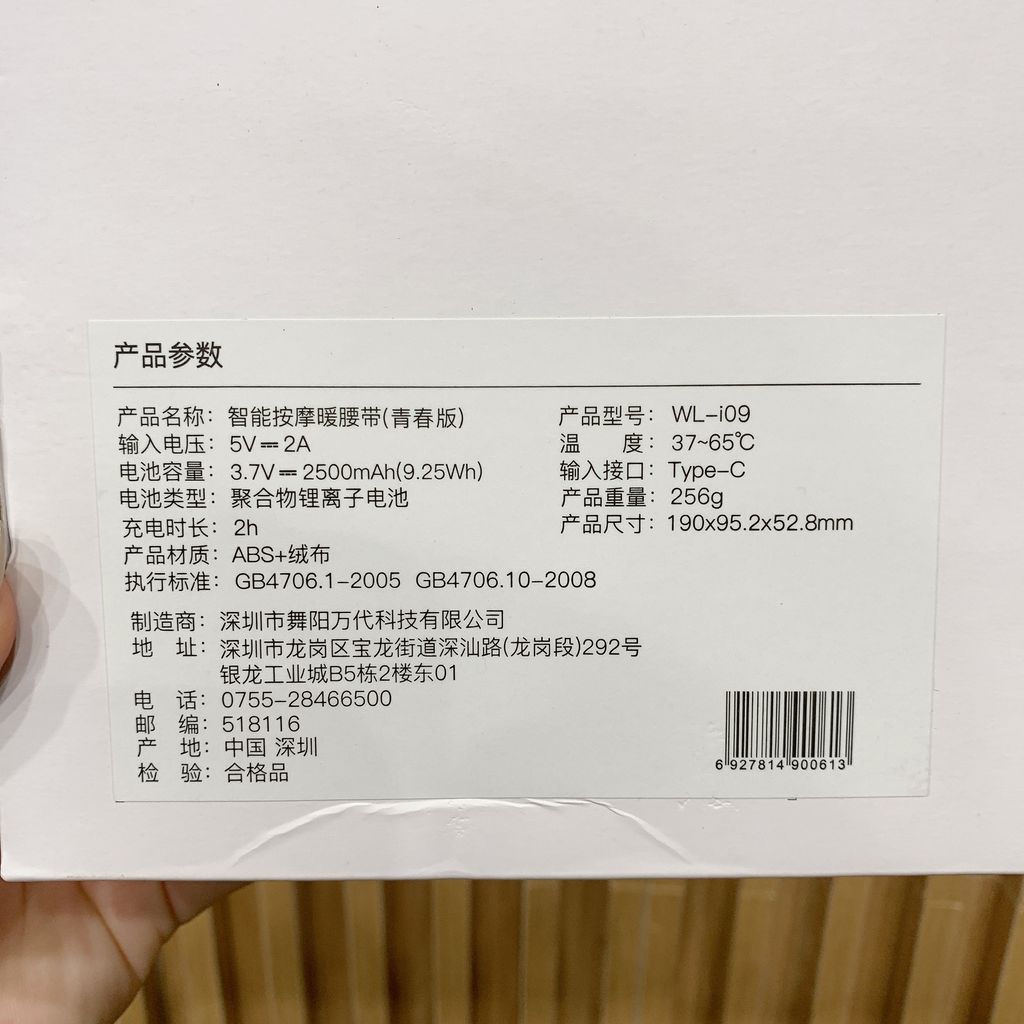 产品参数
产品名称：智能按摩暖腰带(青春版) 产品型号：WL-i09
输入电压：5V⎓2A 温 度：37~65℃
电池容量：3.7V⎓2500mAh(9.25Wh) 输入接口：Type-C
电池类型：聚合物锂离子电池 产品重量：256g
充电时长：2h 产品尺寸：190x95.2x52.8mm
产品材质：ABS+绒布
执行标准：GB4706.1-2005 GB4706.10-2008
制造商：深圳市舞阳万代科技有限公司
地 址：深圳市龙岗区宝龙街道深汕路(龙岗段)292号
银龙工业城B5栋2楼东01
电 话：0755-28466500
邮 编：518116
产 地：中国 深圳
检 验：合格品
6 927814 900613